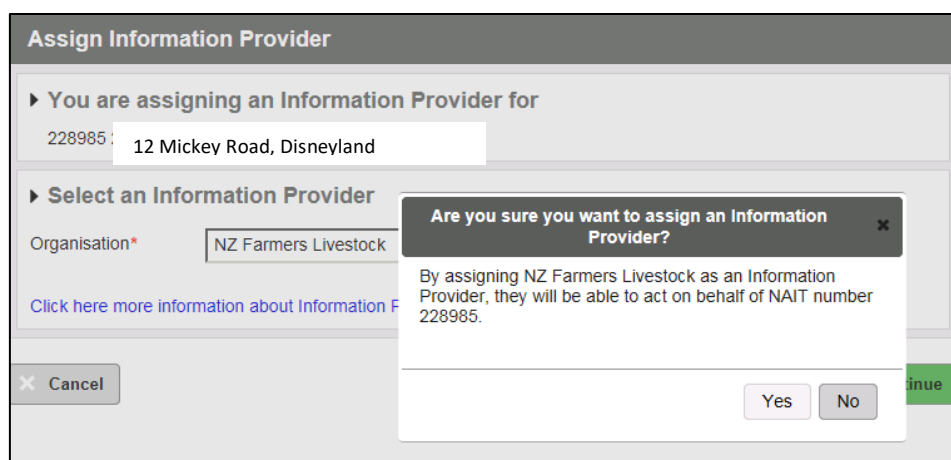 Assign Information Provider
You are assigning an Information Provider for
228985
12 Mickey Road, Disneyland
Select an Information Provider
Organisation* NZ Farmers Livestock
Click here more information about Information
Are you sure you want to assign an Information
Provider?
By assigning NZ Farmers Livestock as an Information
Provider, they will be able to act on behalf of NAIT number
228985.
Cancel
Yes No